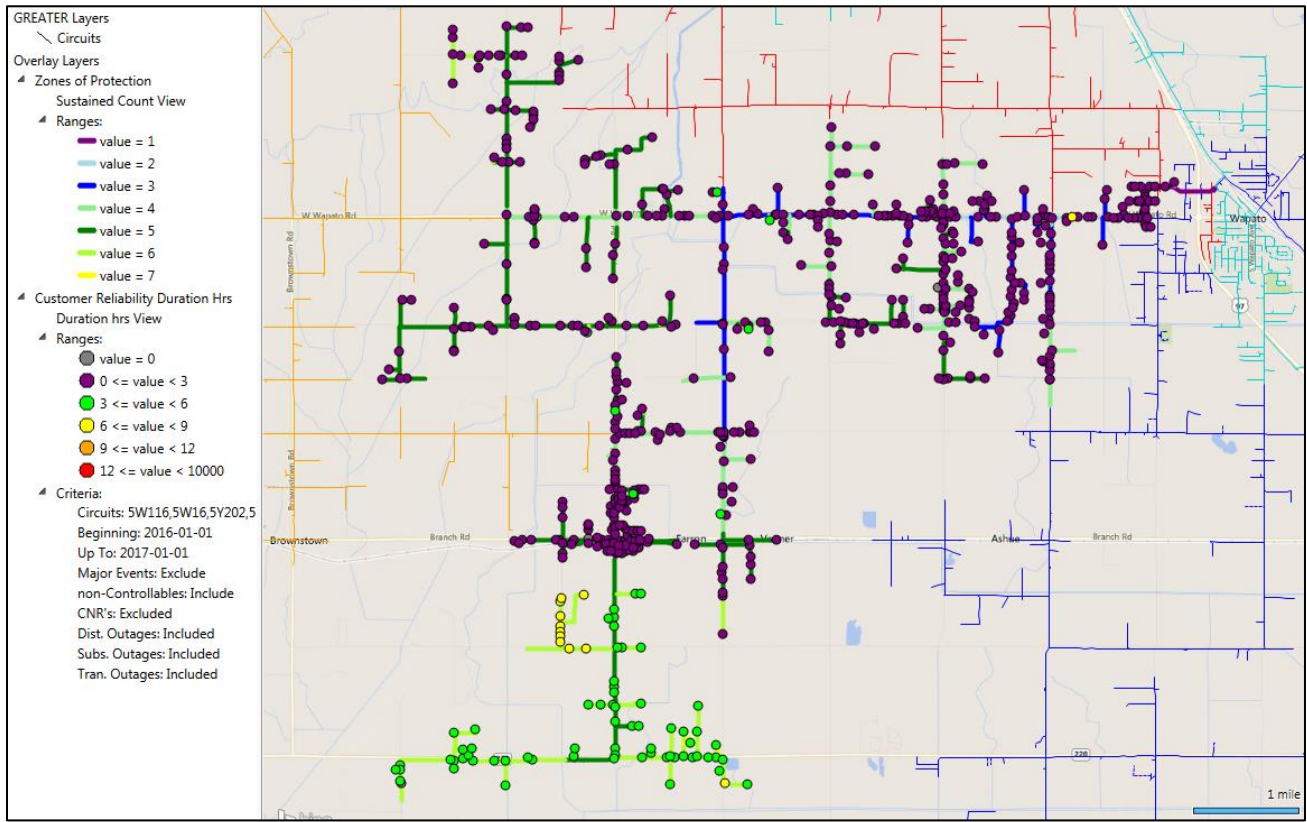 GREATER Layers
Circuits
Overlay Layers
Zones of Protection
Sustained Count View
Ranges:
value = 1
value = 2
value = 3
value = 4
value = 5
value = 6
value = 7
Customer Reliability Duration Hrs
Duration hrs View
Ranges:
value = 0
0 <= value < 3
3 <= value < 6
6 <= value < 9
9 <= value < 12
12 <= value < 10000
Criteria:
Circuits: 5W116,5W16,5Y202,5
Beginning: 2016-01-01
Up To: 2017-01-01
Major Events: Exclude
non-Controllables: Include
CNR's: Excluded
Dist. Outages: Included
Subs. Outages: Included
Tran. Outages: Included
W Wapato Rd
Wapato
Brownstown Rd
97
Brownstown Rd
Brownstown
Branch Rd
Ashue
Branch Rd
220
1 mile